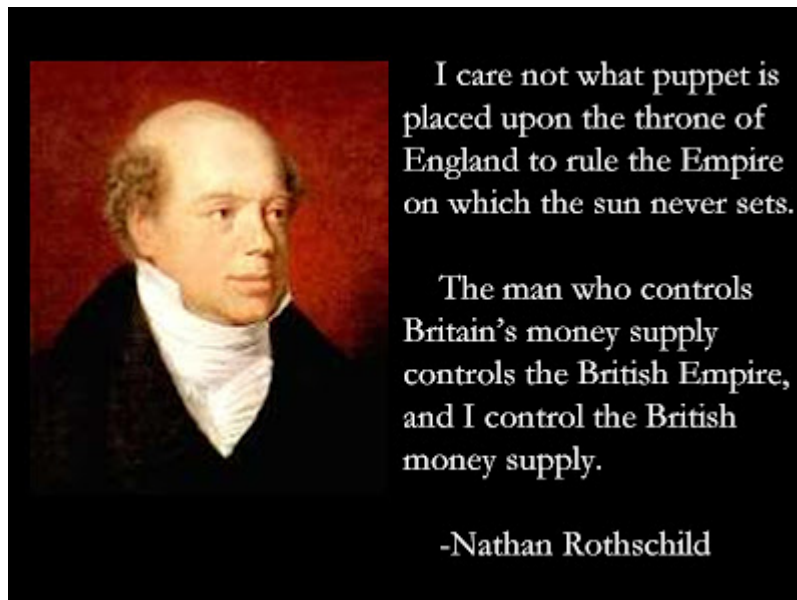 I care not what puppet is
placed upon the throne of
England to rule the Empire
on which the sun never sets.
The man who controls
Britain's money supply
controls the British Empire,
and I control the British
money supply.
-Nathan Rothschild